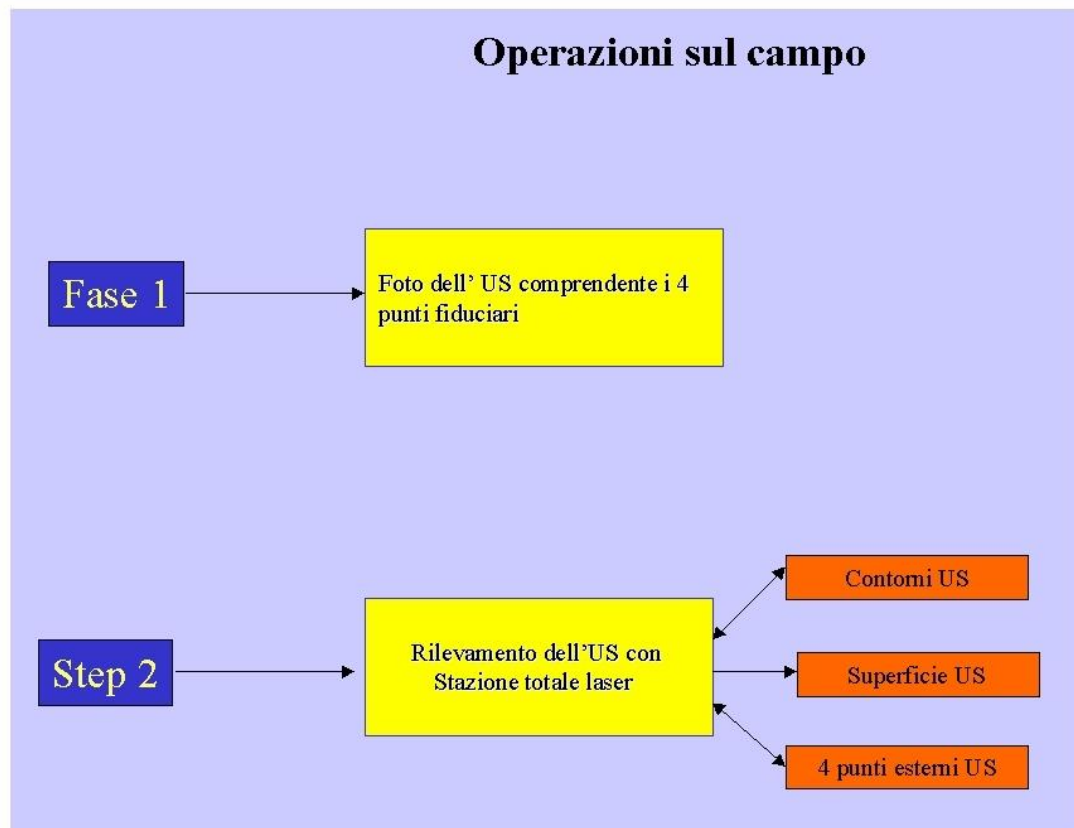 Operazioni sul campo
Fase 1
Foto dell' US comprendente i 4
punti fiduciari
Step 2
Rilevamento dell'US con
Stazione totale laser
Contorni US
Superficie US
4 punti esterni US